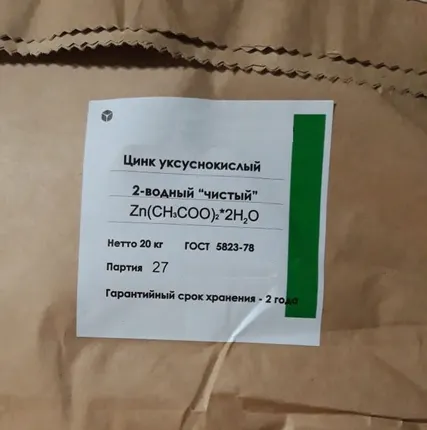 Цинк уксуснокислый
2-водный "чистый"
Zn(CH₃COO)₂*2H₂O
Нетто 20 кг ГОСТ 5823-78
Партия 27
Гарантийный срок хранения - 2 года